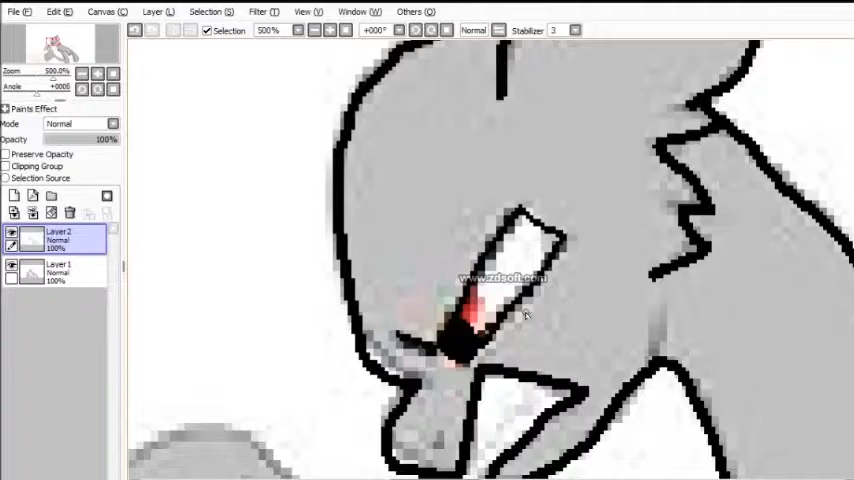 File (F) Edit (E) Canvas (C) Layer (L) Selection (S) Filter (T) View (V) Window (W) Others (O)
Selection 500% +000° Normal Stabilizer 3
Zoom 500.0%
Angle +000
Paints Effect
Mode Normal
Opacity 100%
Preserve Opacity
Clipping Group
Selection Source
Layer2
Normal
100%
Layer1
Normal
100%
www.zdsoft.com